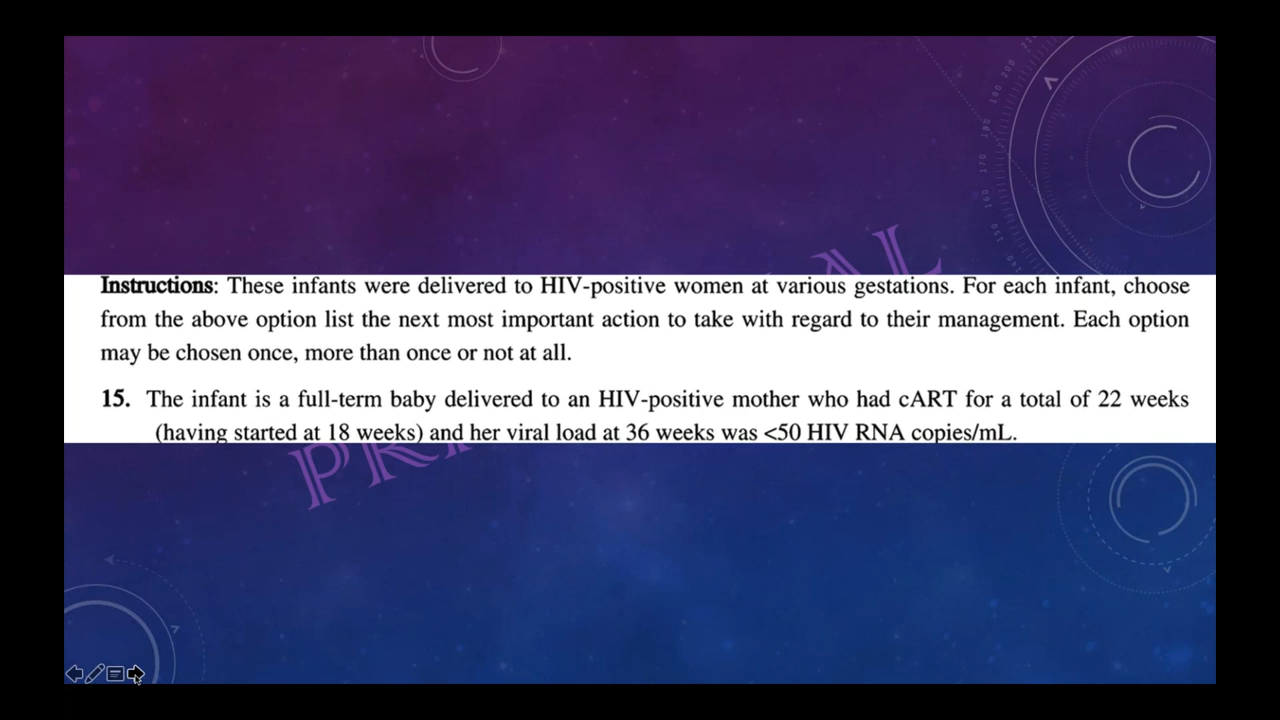 Instructions: These infants were delivered to HIV-positive women at various gestations. For each infant, choose
from the above option list the next most important action to take with regard to their management. Each option
may be chosen once, more than once or not at all.
15. The infant is a full-term baby delivered to an HIV-positive mother who had cART for a total of 22 weeks
(having started at 18 weeks) and her viral load at 36 weeks was <50 HIV RNA copies/mL.